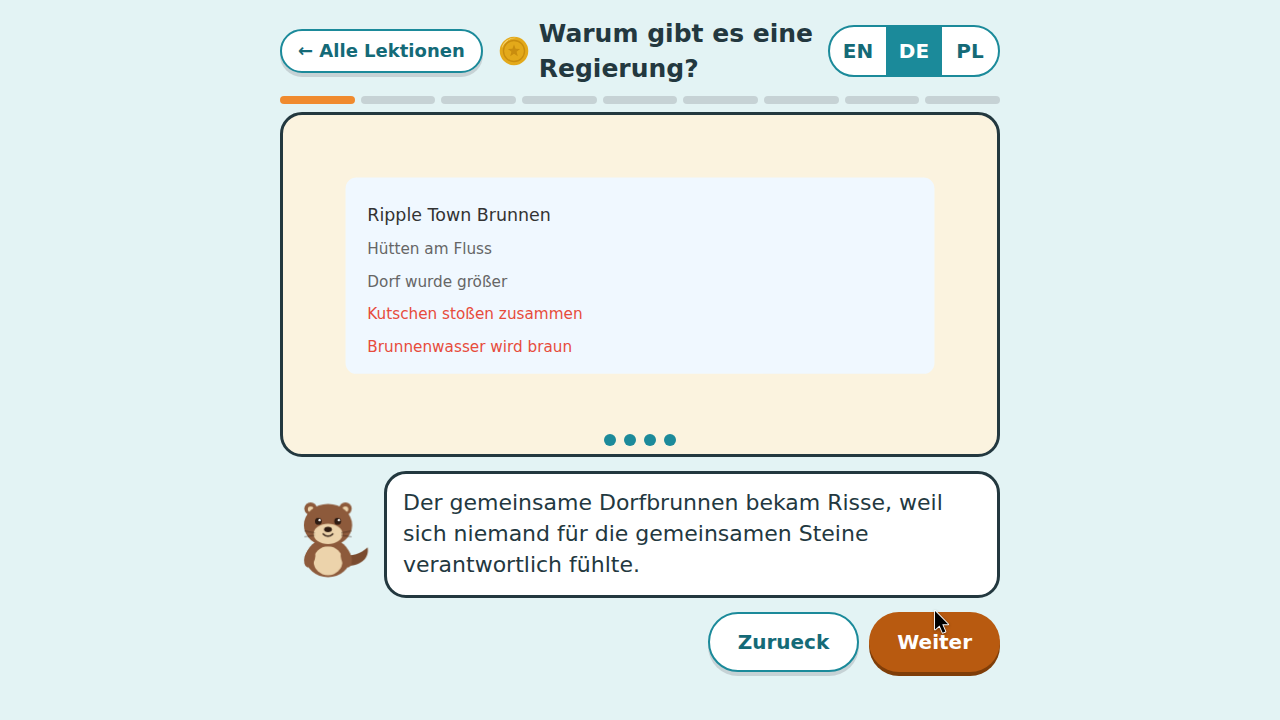 ← Alle Lektionen
Warum gibt es eine
Regierung?
EN DE PL
Ripple Town Brunnen
Hütten am Fluss
Dorf wurde größer
Kutschen stoßen zusammen
Brunnenwasser wird braun
Der gemeinsame Dorfbrunnen bekam Risse, weil
sich niemand für die gemeinsamen Steine
verantwortlich fühlte.
Zurueck
Weiter